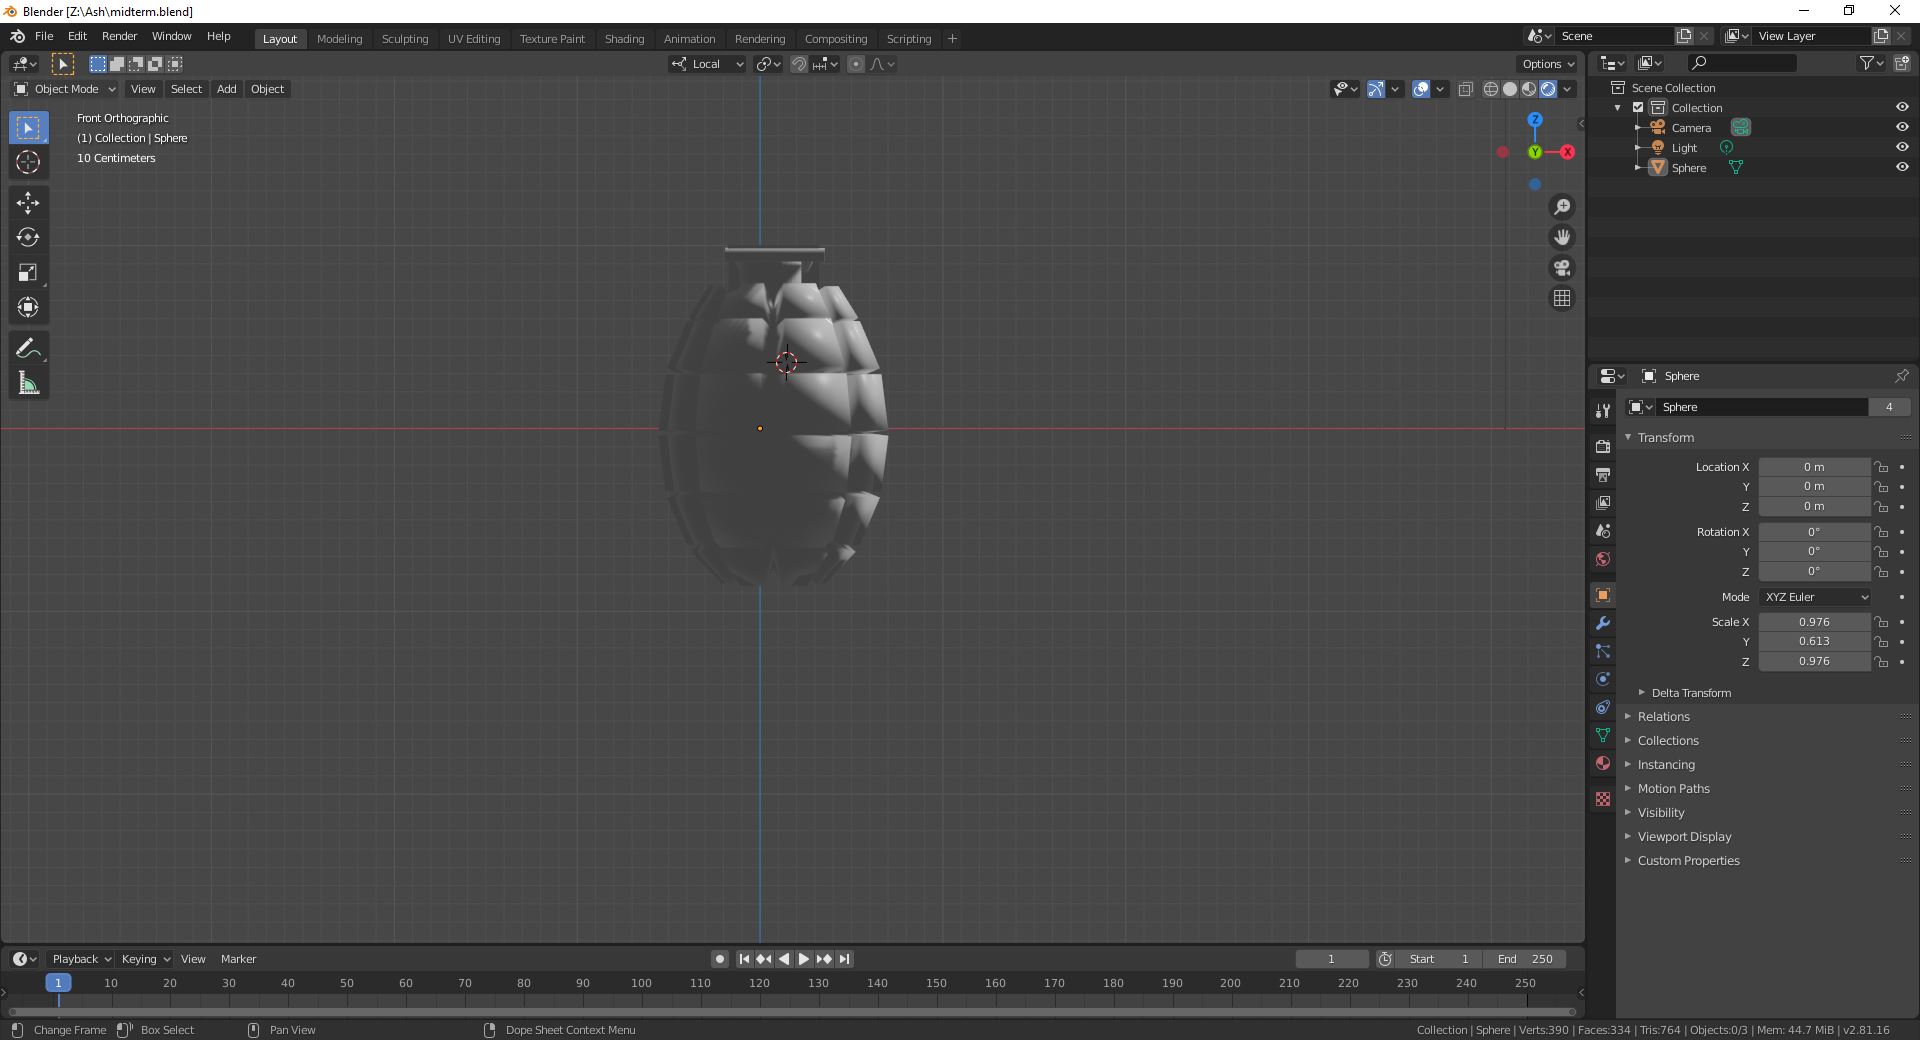 Blender [Z:\Ash\midterm.blend]
File Edit Render Window Help
Layout Modeling Sculpting UV Editing Texture Paint Shading Animation Rendering Compositing Scripting +
Scene
View Layer
Local
Options
Object Mode View Select Add Object
Front Orthographic
(1) Collection | Sphere
10 Centimeters
Z
Y
X
Scene Collection
Collection
Camera
Light
Sphere
Sphere
Sphere 4
Transform
Location X 0 m
Y 0 m
Z 0 m
Rotation X 0°
Y 0°
Z 0°
Mode XYZ Euler
Scale X 0.976
Y 0.613
Z 0.976
Delta Transform
Relations
Collections
Instancing
Motion Paths
Visibility
Viewport Display
Custom Properties
Playback Keying View Marker
1 Start 1 End 250
1 10 20 30 40 50 60 70 80 90 100 110 120 130 140 150 160 170 180 190 200 210 220 230 240 250
Change Frame Box Select Pan View Dope Sheet Context Menu
Collection | Sphere | Verts:390 | Faces:334 | Tris:764 | Objects:0/3 | Mem: 44.7 MiB | v2.81.16